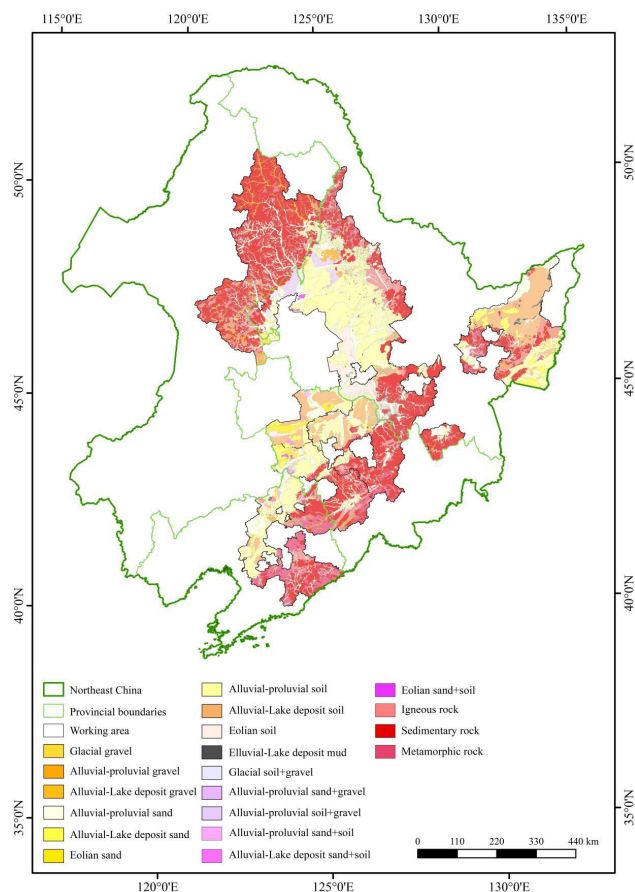 115°0'E 120°0'E 125°0'E 130°0'E 135°0'E
50°0'N 50°0'N
45°0'N 45°0'N
40°0'N 40°0'N
35°0'N 35°0'N
Northeast China
Provincial boundaries
Working area
Glacial gravel
Alluvial-proluvial gravel
Alluvial-Lake deposit gravel
Alluvial-proluvial sand
Alluvial-Lake deposit sand
Eolian sand
Alluvial-proluvial soil
Alluvial-Lake deposit soil
Eolian soil
Elluvial-Lake deposit mud
Glacial soil+gravel
Alluvial-proluvial sand+gravel
Alluvial-proluvial soil+gravel
Alluvial-proluvial sand+soil
Alluvial-Lake deposit sand+soil
Eolian sand+soil
Igneous rock
Sedimentary rock
Metamorphic rock
0 110 220 330 440 km
120°0'E 125°0'E 130°0'E